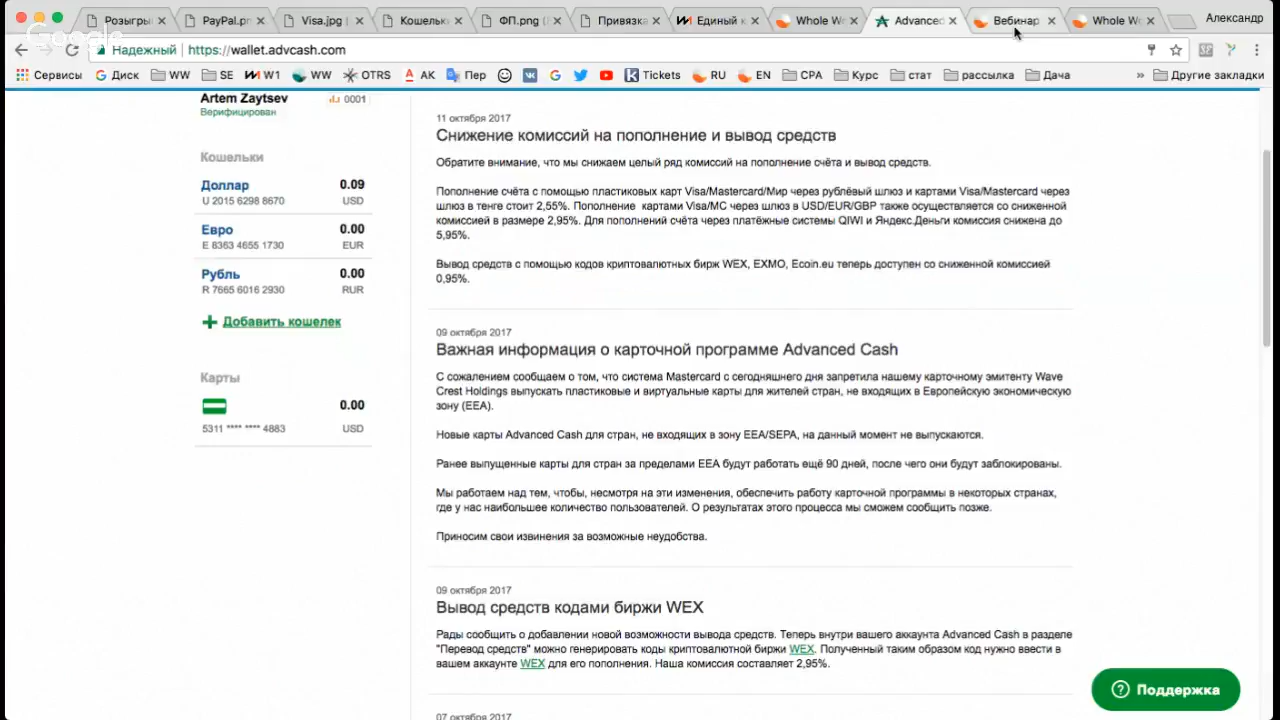 Розыгры
PayPal.pn
Visa.jpg (
Кошельк
ФП.png (
Привязка
Единый к
Whole W
Advanced
Вебинар
Whole W
Александр
Google
Надежный
https://wallet.advcash.com
Сервисы
Диск
WW
SE
W1
WW
OTRS
АК
Пер
Tickets
RU
EN
СРА
Курс
стат
рассылка
Дача
»
Другие закладки
Artem Zaytsev
0001
Верифицирован
Кошельки
Доллар 0.09
U 2015 6298 8670 USD
Евро 0.00
E 8363 4655 1730 EUR
Рубль 0.00
R 7665 6016 2930 RUR
Добавить кошелек
Карты
0.00
5311 **** **** 4883 USD
11 октября 2017
Снижение комиссий на пополнение и вывод средств
Обратите внимание, что мы снижаем целый ряд комиссий на пополнение счёта и вывод средств.
Пополнение счёта с помощью пластиковых карт Visa/Mastercard/Мир через рублёвый шлюз и картами Visa/Mastercard через
шлюз в тенге стоит 2,55%. Пополнение картами Visa/MC через шлюз в USD/EUR/GBP также осуществляется со сниженной
комиссией в размере 2,95%. Для пополнений счёта через платёжные системы QIWI и Яндекс.Деньги комиссия снижена до
5,95%.
Вывод средств с помощью кодов криптовалютных бирж WEX, EXMO, Ecoin.eu теперь доступен со сниженной комиссией
0,95%.
09 октября 2017
Важная информация о карточной программе Advanced Cash
С сожалением сообщаем о том, что система Mastercard с сегодняшнего дня запретила нашему карточному эмитенту Wave
Crest Holdings выпускать пластиковые и виртуальные карты для жителей стран, не входящих в Европейскую экономическую
зону (EEA).
Новые карты Advanced Cash для стран, не входящих в зону EEA/SEPA, на данный момент не выпускаются.
Ранее выпущенные карты для стран за пределами EEA будут работать ещё 90 дней, после чего они будут заблокированы.
Мы работаем над тем, чтобы, несмотря на эти изменения, обеспечить работу карточной программы в некоторых странах,
где у нас наибольшее количество пользователей. О результатах этого процесса мы сможем сообщить позже.
Приносим свои извинения за возможные неудобства.
09 октября 2017
Вывод средств кодами биржи WEX
Рады сообщить о добавлении новой возможности вывода средств. Теперь внутри вашего аккаунта Advanced Cash в разделе
"Перевод средств" можно генерировать коды криптовалютной биржи WEX. Полученный таким образом код нужно ввести в
вашем аккаунте WEX для его пополнения. Наша комиссия составляет 2,95%.
07 октября 2017
Поддержка